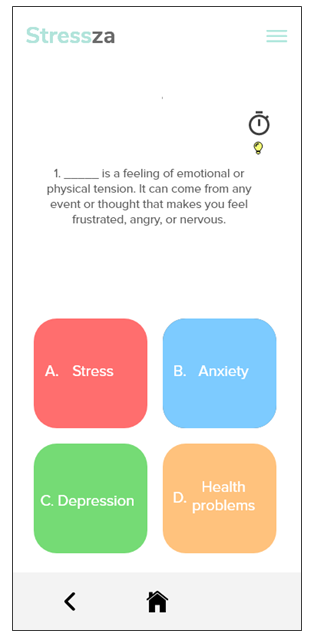 Stressza
1. _____ is a feeling of emotional or
physical tension. It can come from any
event or thought that makes you feel
frustrated, angry, or nervous.
A. Stress
B. Anxiety
C. Depression
D. Health
problems